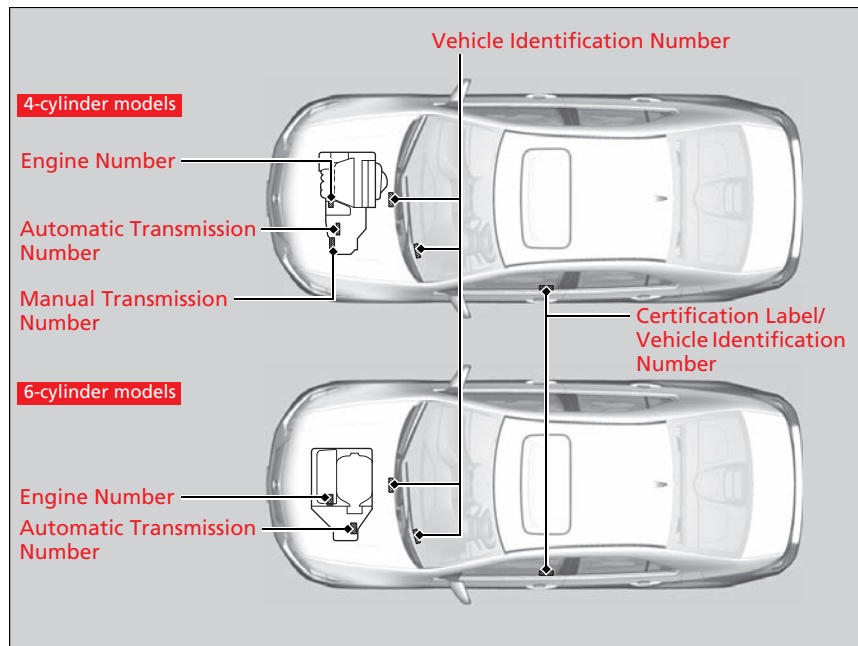 Vehicle Identification Number
4-cylinder models
Engine Number
Automatic Transmission
Number
Manual Transmission
Number
Certification Label/
Vehicle Identification
Number
6-cylinder models
Engine Number
Automatic Transmission
Number